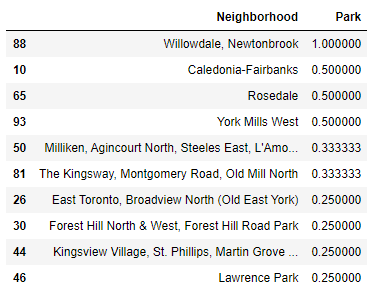 Neighborhood Park
88 Willowdale, Newtonbrook 1.000000
10 Caledonia-Fairbanks 0.500000
65 Rosedale 0.500000
93 York Mills West 0.500000
50 Milliken, Agincourt North, Steeles East, L'Amo... 0.333333
81 The Kingsway, Montgomery Road, Old Mill North 0.333333
26 East Toronto, Broadview North (Old East York) 0.250000
30 Forest Hill North & West, Forest Hill Road Park 0.250000
44 Kingsview Village, St. Phillips, Martin Grove ... 0.250000
46 Lawrence Park 0.250000